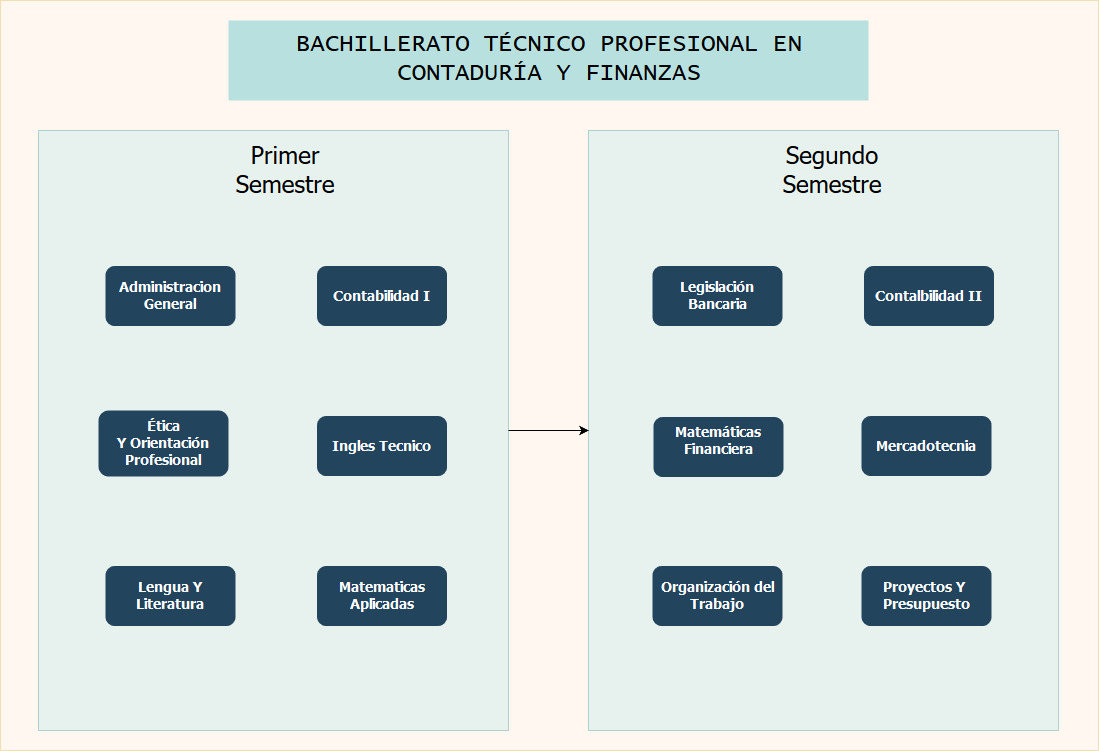 BACHILLERATO TÉCNICO PROFESIONAL EN
CONTADURÍA Y FINANZAS
Primer
Semestre
Administracion
General
Contabilidad I
Ética
Y Orientación
Profesional
Ingles Tecnico
Lengua Y
Literatura
Matematicas
Aplicadas
Segundo
Semestre
Legislación
Bancaria
Contalbilidad II
Matemáticas
Financiera
Mercadotecnia
Organización del
Trabajo
Proyectos Y
Presupuesto